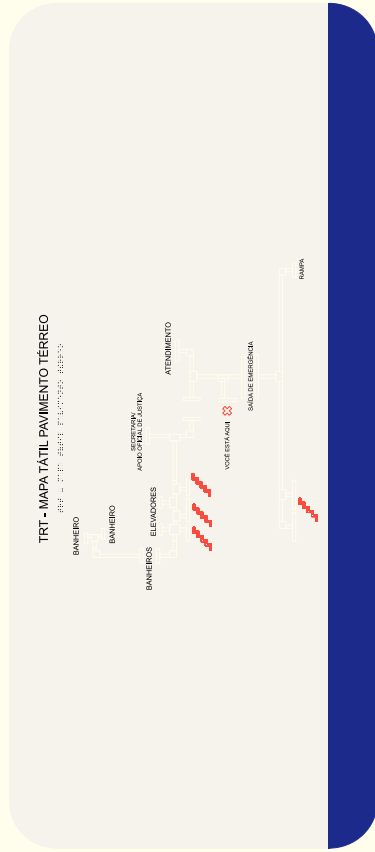 TRT - MAPA TÁTIL PAVIMENTO TÉRREO
BANHEIRO
BANHEIRO
BANHEIROS
ELEVADORES
SECRETARIA/
APOIO OFICIAL DE JUSTIÇA
ATENDIMENTO
VOCÊ ESTÁ AQUI
SAÍDA DE EMERGÊNCIA
RAMPA